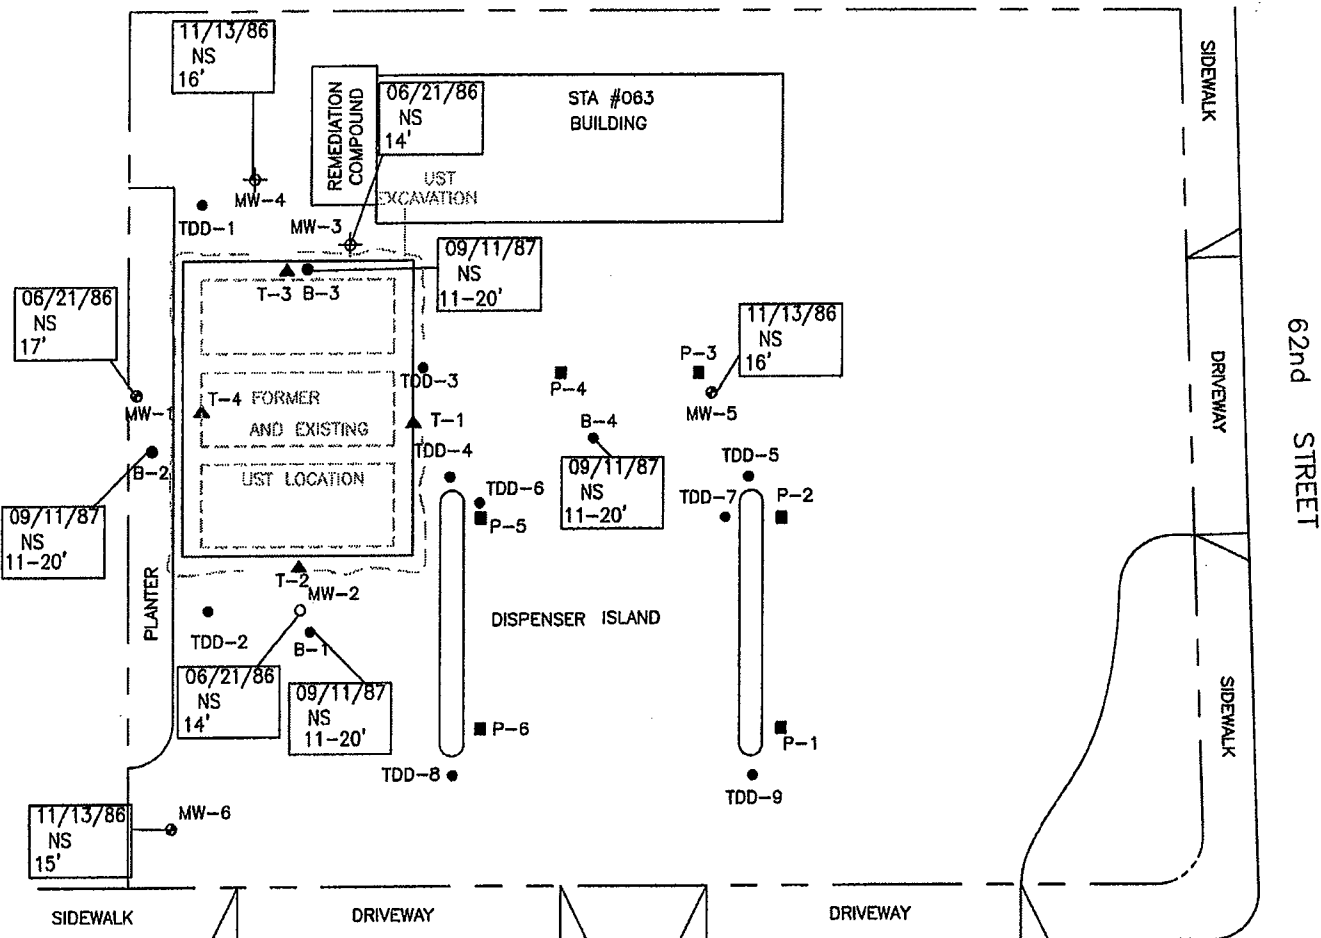 11/13/86
NS
16'
SIDEWALK
REMEDIATION
COMPOUND
06/21/86
NS
14'
STA #063
BUILDING
UST
EXCAVATION
MW-4
TDD-1
MW-3
09/11/87
NS
11-20'
T-3 B-3
06/21/86
NS
17'
11/13/86
NS
16'
62nd STREET
DRIVEWAY
P-3
TDD-3
P-4
MW-5
MW-1
T-4 FORMER
AND EXISTING
UST LOCATION
T-1
B-4
TDD-4
TDD-5
B-2
09/11/87
NS
11-20'
TDD-6
P-5
TDD-7
P-2
09/11/87
NS
11-20'
T-2
MW-2
PLANTER
DISPENSER ISLAND
TDD-2
B-1
06/21/86
NS
14'
09/11/87
NS
11-20'
SIDEWALK
P-6
P-1
TDD-8
TDD-9
11/13/86
NS
15'
MW-6
SIDEWALK
DRIVEWAY
DRIVEWAY